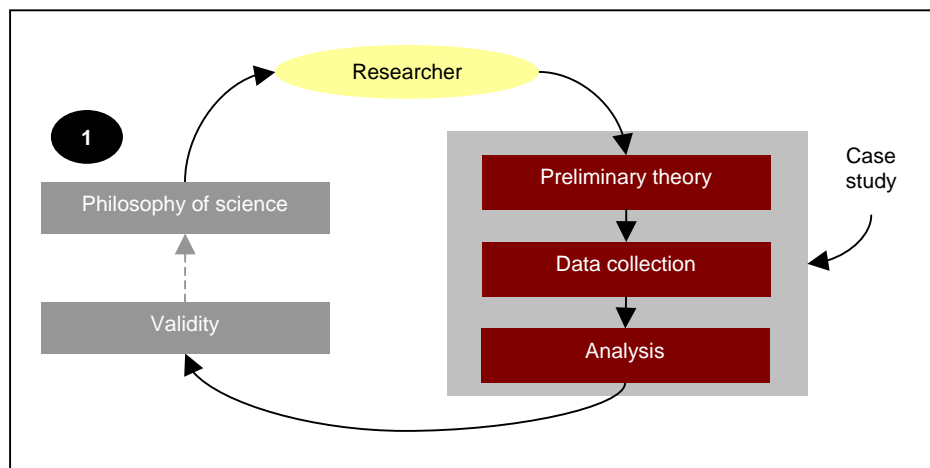 Researcher
1
Case
study
Preliminary theory
Philosophy of science
Data collection
Validity
Analysis